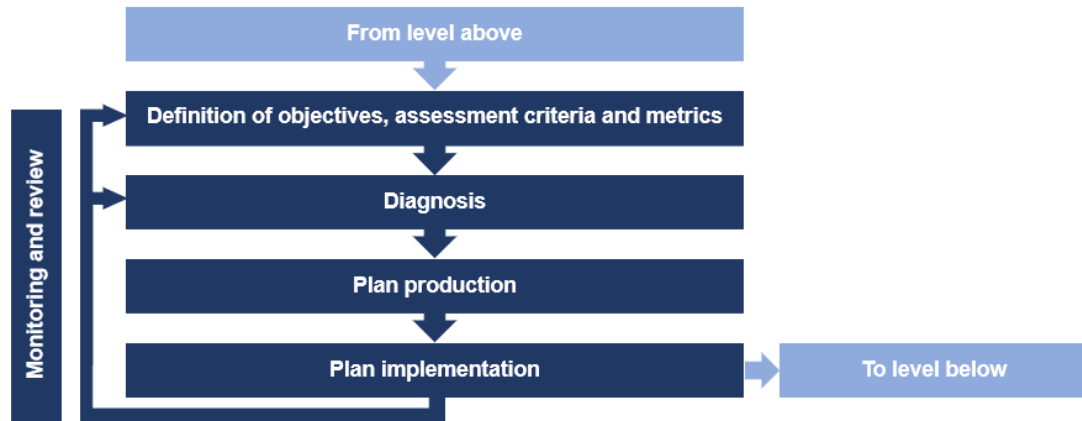 From level above
Definition of objectives, assessment criteria and metrics
Diagnosis
Plan production
Plan implementation
To level below
Monitoring and review